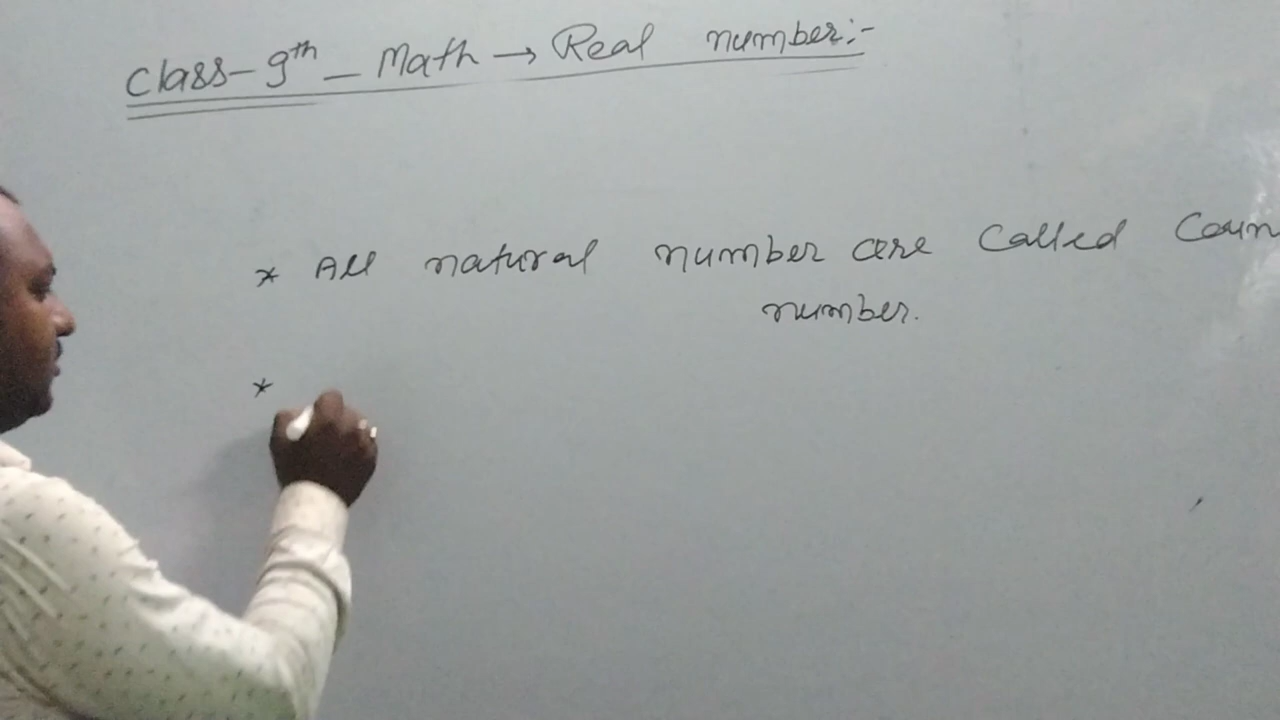 Class-9th - Math → Real number:-
* All natural number are called Coun
number.
*